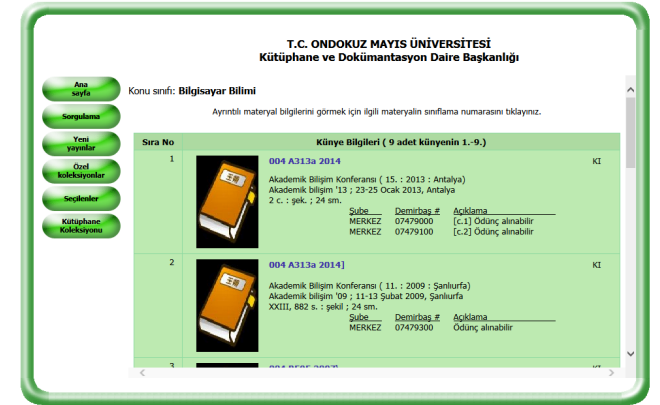 T.C. ONDOKUZ MAYIS ÜNİVERSİTESİ
Kütüphane ve Dokümantasyon Daire Başkanlığı
Ana
sayfa
Sorgulama
Yeni
yayınlar
Özel
koleksiyonlar
Seçilenler
Kütüphane
Koleksiyonu
Konu sınıfı: Bilgisayar Bilimi
Ayrıntılı materyal bilgilerini görmek için ilgili materyalin sınıflama numarasını tıklayınız.
Sıra No Künye Bilgileri ( 9 adet künyenin 1.-9.)
1 004 A313a 2014 KI
Akademik Bilişim Konferansı ( 15. : 2013 : Antalya)
Akademik bilişim '13 ; 23-25 Ocak 2013, Antalya
2 c. : şek. ; 24 sm.
Şube Demirbaş # Açıklama
MERKEZ 07479000 [c.1] Ödünç alınabilir
MERKEZ 07479100 [c.2] Ödünç alınabilir
2 004 A313a 2014] KI
Akademik Bilişim Konferansı ( 11. : 2009 : Şanlıurfa)
Akademik bilişim '09 ; 11-13 Şubat 2009, Şanlıurfa
XXIII, 882 s. : şekil ; 24 sm.
Şube Demirbaş # Açıklama
MERKEZ 07479300 Ödünç alınabilir
3 KI